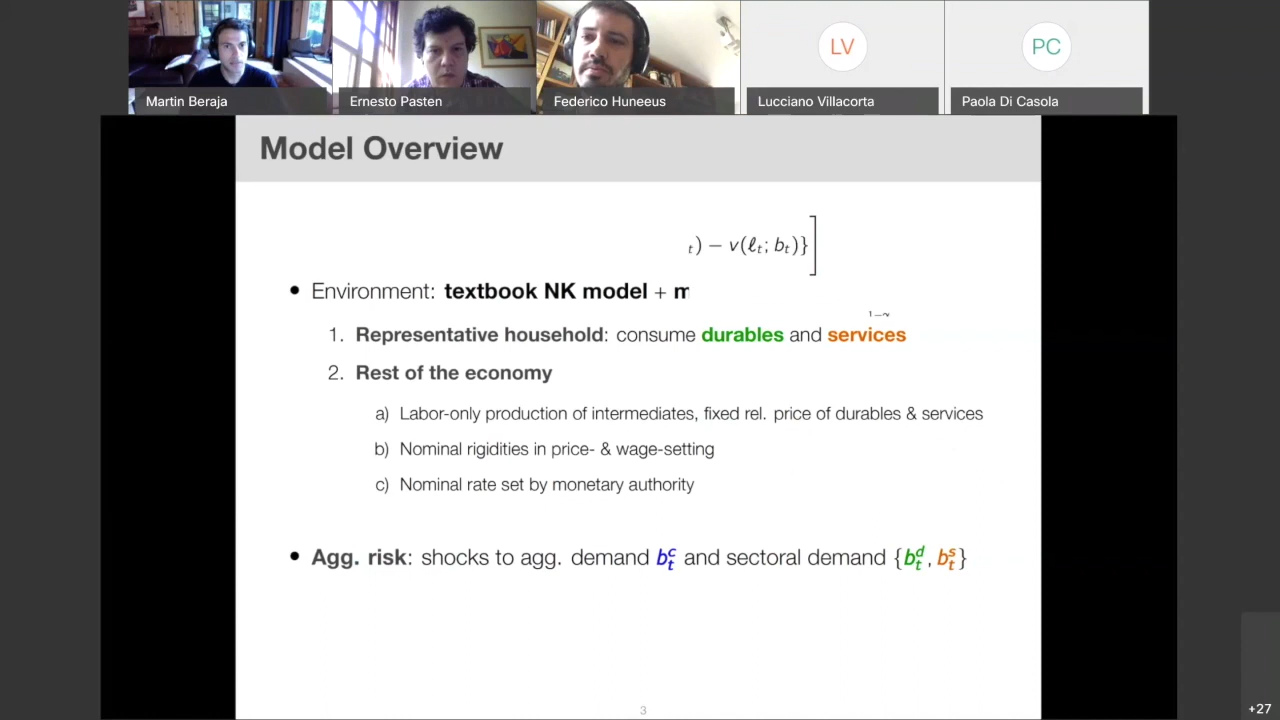 LV
PC
Martin Beraja
Ernesto Pasten
Federico Huneeus
Lucciano Villacorta
Paola Di Casola
Model Overview
t) − v(ℓt; bt)}]
• Environment: textbook NK model + m
1. Representative household: consume durables and services
2. Rest of the economy
a) Labor-only production of intermediates, fixed rel. price of durables & services
b) Nominal rigidities in price- & wage-setting
c) Nominal rate set by monetary authority
• Agg. risk: shocks to agg. demand b_t^c and sectoral demand {b_t^d, b_t^s}
3
+27